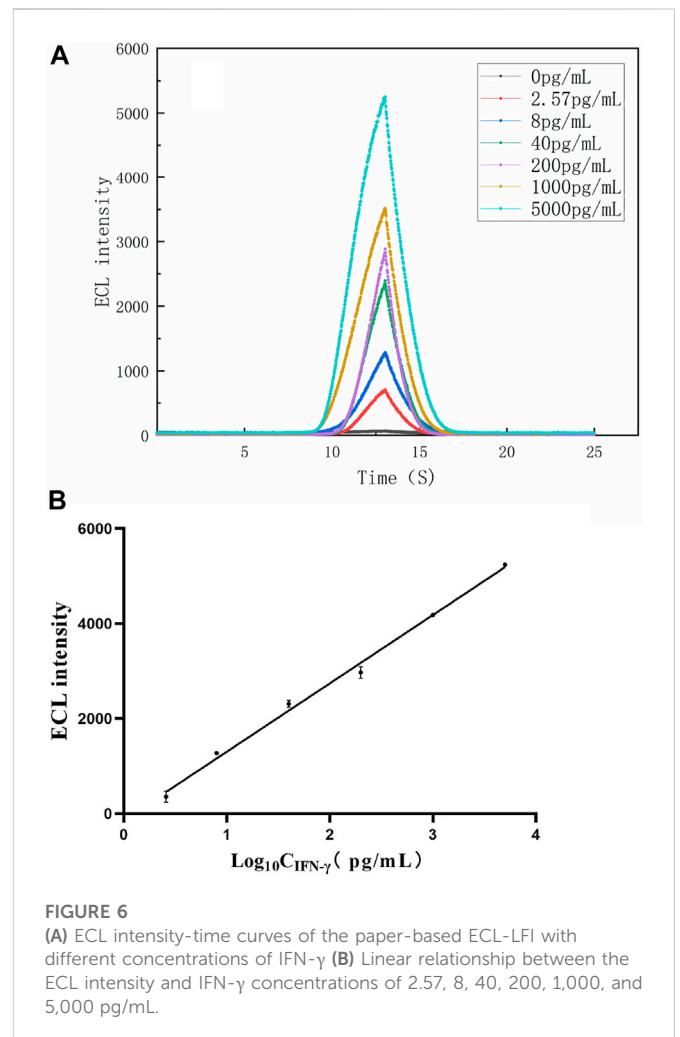 A
6000
5000
4000
3000
2000
1000
0
ECL intensity
0pg/mL
2.57pg/mL
8pg/mL
40pg/mL
200pg/mL
1000pg/mL
5000pg/mL
5
10
15
20
25
Time (S)
B
6000
4000
2000
0
ECL intensity
0
1
2
3
4
Log₁₀C_IFN-γ( pg/mL)
FIGURE 6
(A) ECL intensity-time curves of the paper-based ECL-LFI with
different concentrations of IFN-γ (B) Linear relationship between the
ECL intensity and IFN-γ concentrations of 2.57, 8, 40, 200, 1,000, and
5,000 pg/mL.